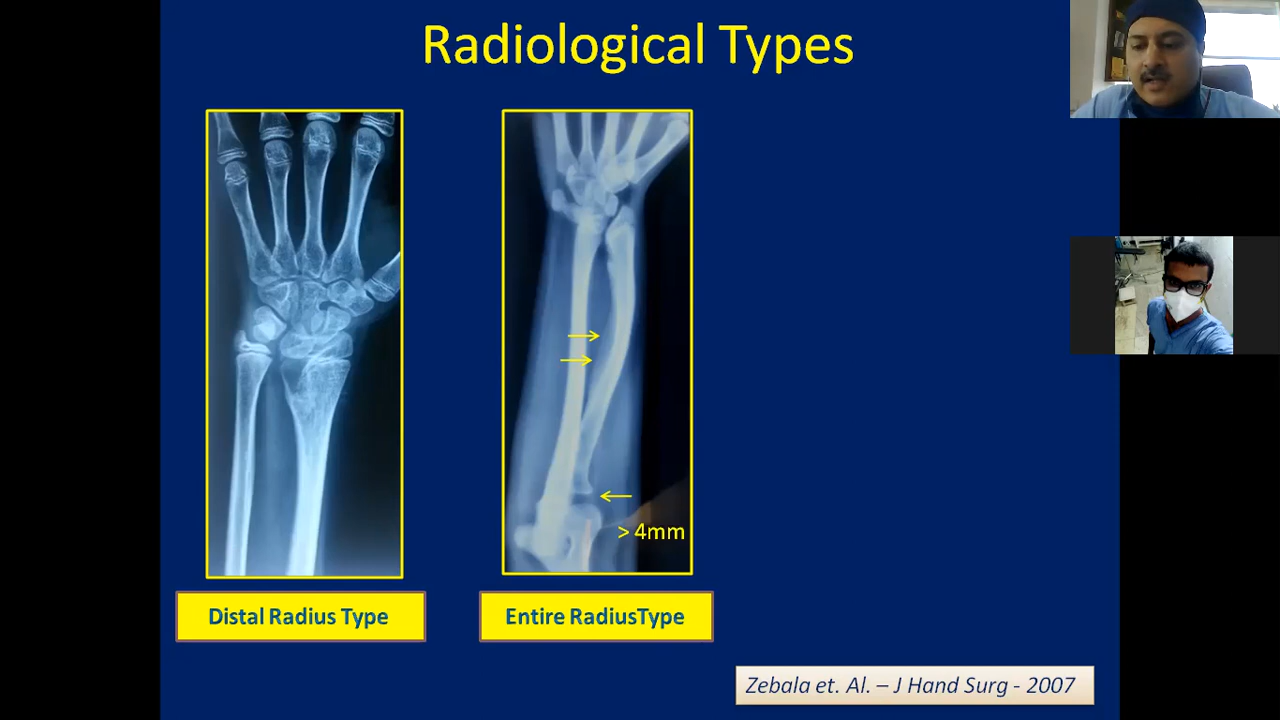 Radiological Types
> 4mm
Distal Radius Type
Entire RadiusType
Zebala et. Al. – J Hand Surg - 2007